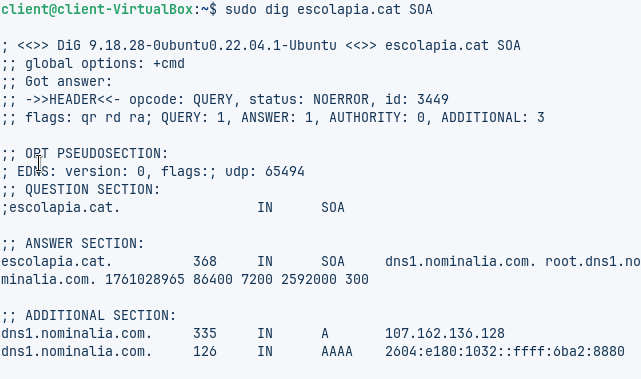 client@client-VirtualBox:~$ sudo dig escolapia.cat SOA
; <<>> DiG 9.18.28-0ubuntu0.22.04.1-Ubuntu <<>> escolapia.cat SOA
;; global options: +cmd
;; Got answer:
;; ->>HEADER<<- opcode: QUERY, status: NOERROR, id: 3449
;; flags: qr rd ra; QUERY: 1, ANSWER: 1, AUTHORITY: 0, ADDITIONAL: 3
;; OPT PSEUDOSECTION:
; EDNS: version: 0, flags:; udp: 65494
;; QUESTION SECTION:
;escolapia.cat. IN SOA
;; ANSWER SECTION:
escolapia.cat. 368 IN SOA dns1.nominalia.com. root.dns1.no
minalia.com. 1761028965 86400 7200 2592000 300
;; ADDITIONAL SECTION:
dns1.nominalia.com. 335 IN A 107.162.136.128
dns1.nominalia.com. 126 IN AAAA 2604:e180:1032::ffff:6ba2:8880